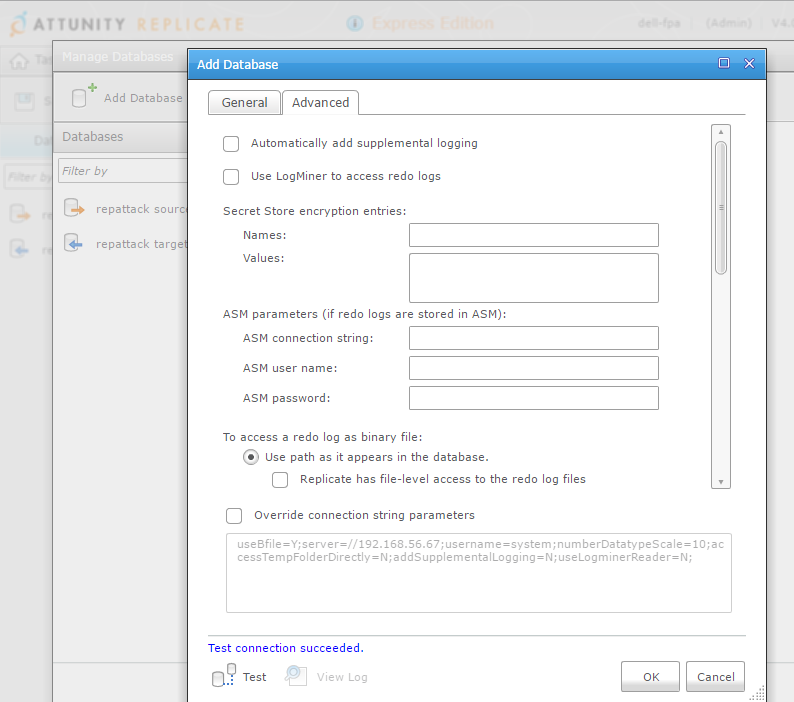 ATTUNITY REPLICATE
Express Edition
dell-fpa
(Admin)
Manage Databases
Add Database
Add Database
Databases
Filter by
Filter by
repattack source
repattack target
General
Advanced
Automatically add supplemental logging
Use LogMiner to access redo logs
Secret Store encryption entries:
Names:
Values:
ASM parameters (if redo logs are stored in ASM):
ASM connection string:
ASM user name:
ASM password:
To access a redo log as binary file:
Use path as it appears in the database.
Replicate has file-level access to the redo log files
Override connection string parameters
useBfile=Y;server=//192.168.56.67;username=system;numberDatatypeScale=10;ac
cessTempFolderDirectly=N;addSupplementalLogging=N;useLogminerReader=N;
Test connection succeeded.
Test
View Log
OK
Cancel